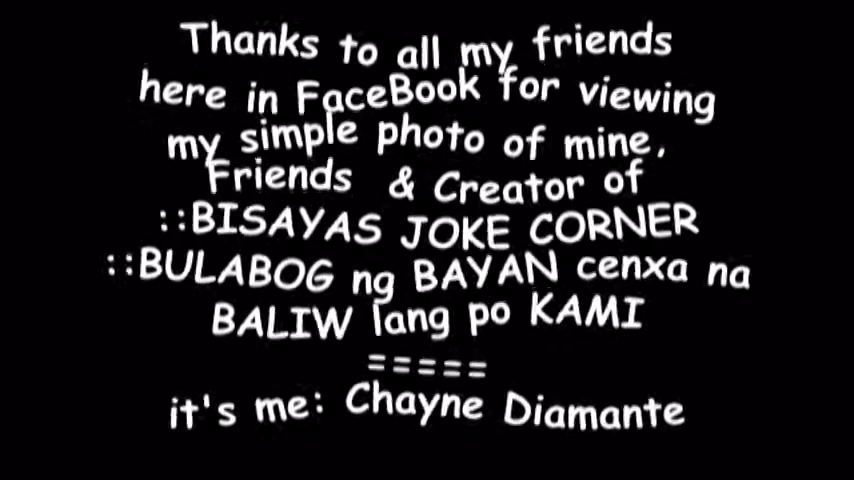 Thanks to all my friends
here in FaceBook for viewing
my simple photo of mine.
Friends & Creator of
::BISAYAS JOKE CORNER
::BULABOG ng BAYAN cenxa na
BALIW lang po KAMI
=====
it's me: Chayne Diamante